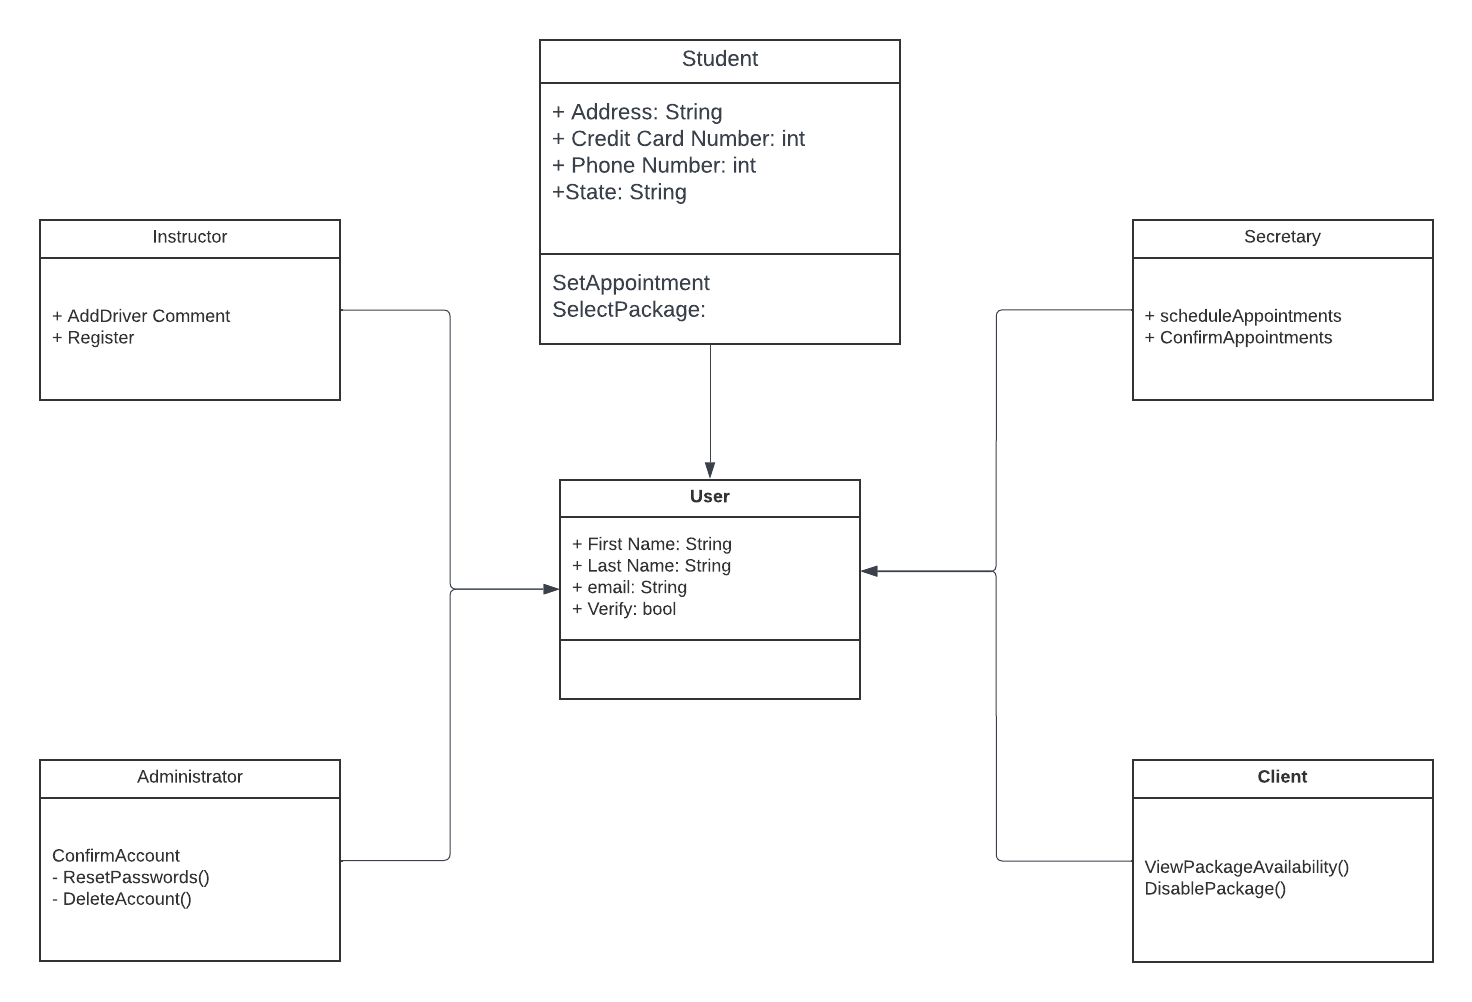 Student
+ Address: String
+ Credit Card Number: int
+ Phone Number: int
+State: String
SetAppointment
SelectPackage:
Instructor
+ AddDriver Comment
+ Register
Secretary
+ scheduleAppointments
+ ConfirmAppointments
User
+ First Name: String
+ Last Name: String
+ email: String
+ Verify: bool
Administrator
ConfirmAccount
- ResetPasswords()
- DeleteAccount()
Client
ViewPackageAvailability()
DisablePackage()